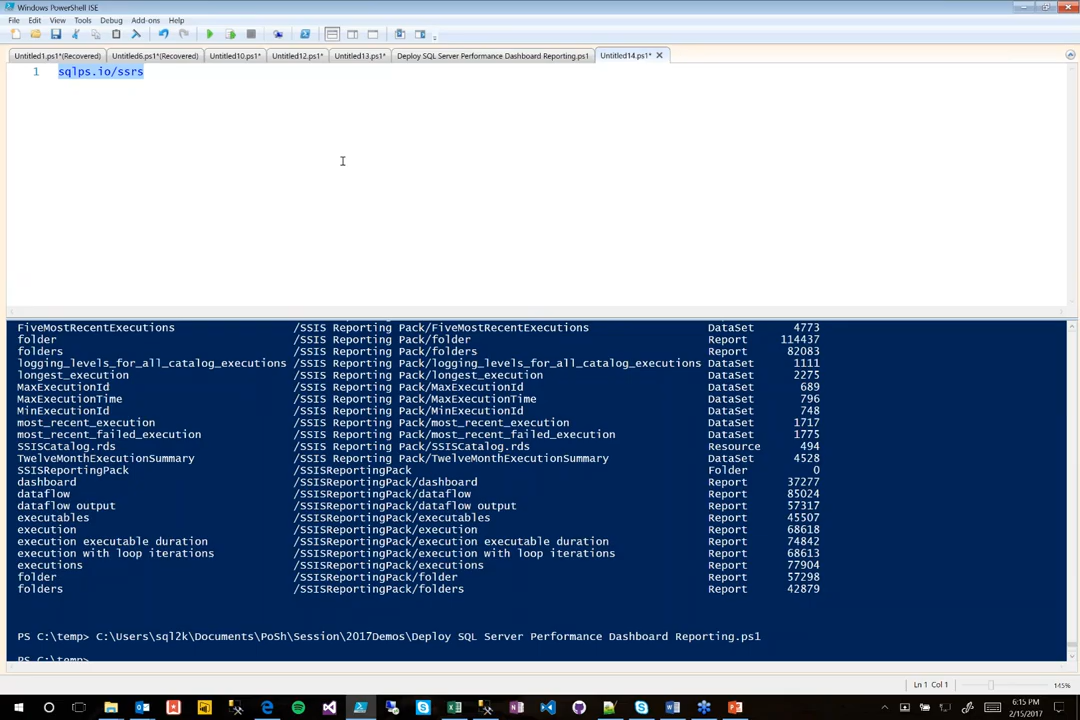 Windows PowerShell ISE
File Edit View Tools Debug Add-ons Help
Untitled1.ps1*(Recovered) Untitled6.ps1*(Recovered) Untitled10.ps1* Untitled12.ps1* Untitled13.ps1* Deploy SQL Server Performance Dashboard Reporting.ps1 Untitled14.ps1*
1 sqlps.io/ssrs
FiveMostRecentExecutions /SSIS Reporting Pack/FiveMostRecentExecutions DataSet 4773
folder /SSIS Reporting Pack/folder Report 114437
folders /SSIS Reporting Pack/folders Report 82083
logging_levels_for_all_catalog_executions /SSIS Reporting Pack/logging_levels_for_all_catalog_executions DataSet 1111
longest_execution /SSIS Reporting Pack/longest_execution DataSet 2275
MaxExecutionId /SSIS Reporting Pack/MaxExecutionId DataSet 689
MaxExecutionTime /SSIS Reporting Pack/MaxExecutionTime DataSet 796
MinExecutionId /SSIS Reporting Pack/MinExecutionId DataSet 748
most_recent_execution /SSIS Reporting Pack/most_recent_execution DataSet 1717
most_recent_failed_execution /SSIS Reporting Pack/most_recent_failed_execution DataSet 1775
SSISCatalog.rds /SSIS Reporting Pack/SSISCatalog.rds Resource 494
TwelveMonthExecutionSummary /SSIS Reporting Pack/TwelveMonthExecutionSummary DataSet 4528
SSISReportingPack /SSISReportingPack Folder 0
dashboard /SSISReportingPack/dashboard Report 37277
dataflow /SSISReportingPack/dataflow Report 85024
dataflow output /SSISReportingPack/dataflow output Report 57317
executables /SSISReportingPack/executables Report 45507
execution /SSISReportingPack/execution Report 68618
execution executable duration /SSISReportingPack/execution executable duration Report 74842
execution with loop iterations /SSISReportingPack/execution with loop iterations Report 68613
executions /SSISReportingPack/executions Report 77904
folder /SSISReportingPack/folder Report 57298
folders /SSISReportingPack/folders Report 42879
PS C:\temp> C:\Users\sql2k\Documents\PoSh\Session\2017Demos\Deploy SQL Server Performance Dashboard Reporting.ps1
PS C:\temp>
Ln 1 Col 1 145%
6:15 PM
2/15/2017